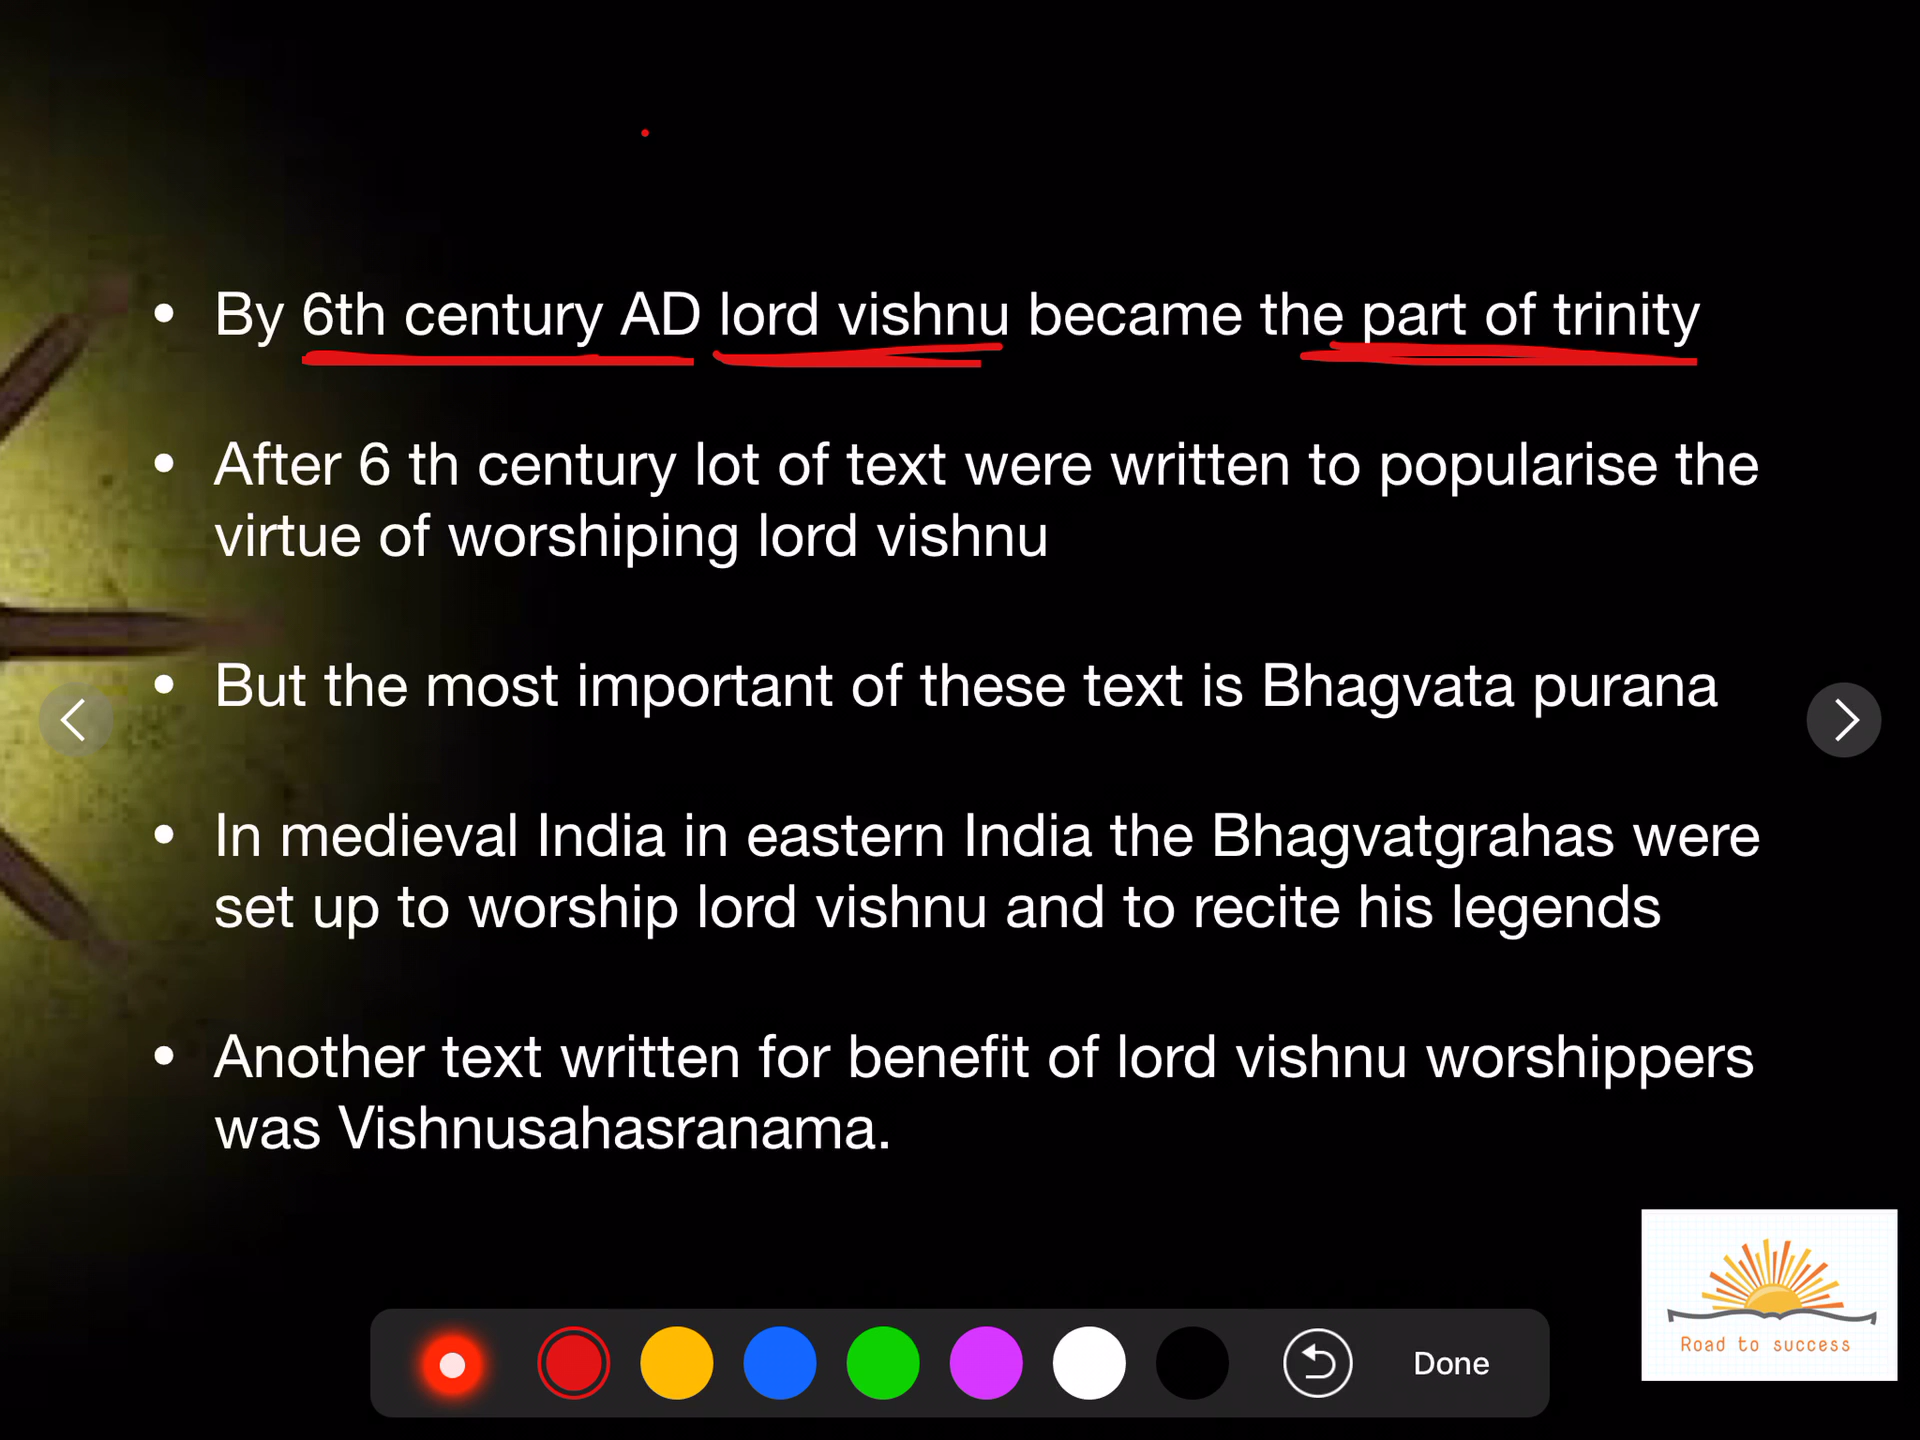 • By 6th century AD lord vishnu became the part of trinity
• After 6 th century lot of text were written to popularise the
virtue of worshiping lord vishnu
• But the most important of these text is Bhagvata purana
• In medieval India in eastern India the Bhagvatgrahas were
set up to worship lord vishnu and to recite his legends
• Another text written for benefit of lord vishnu worshippers
was Vishnusahasranama.
Road to success
Done